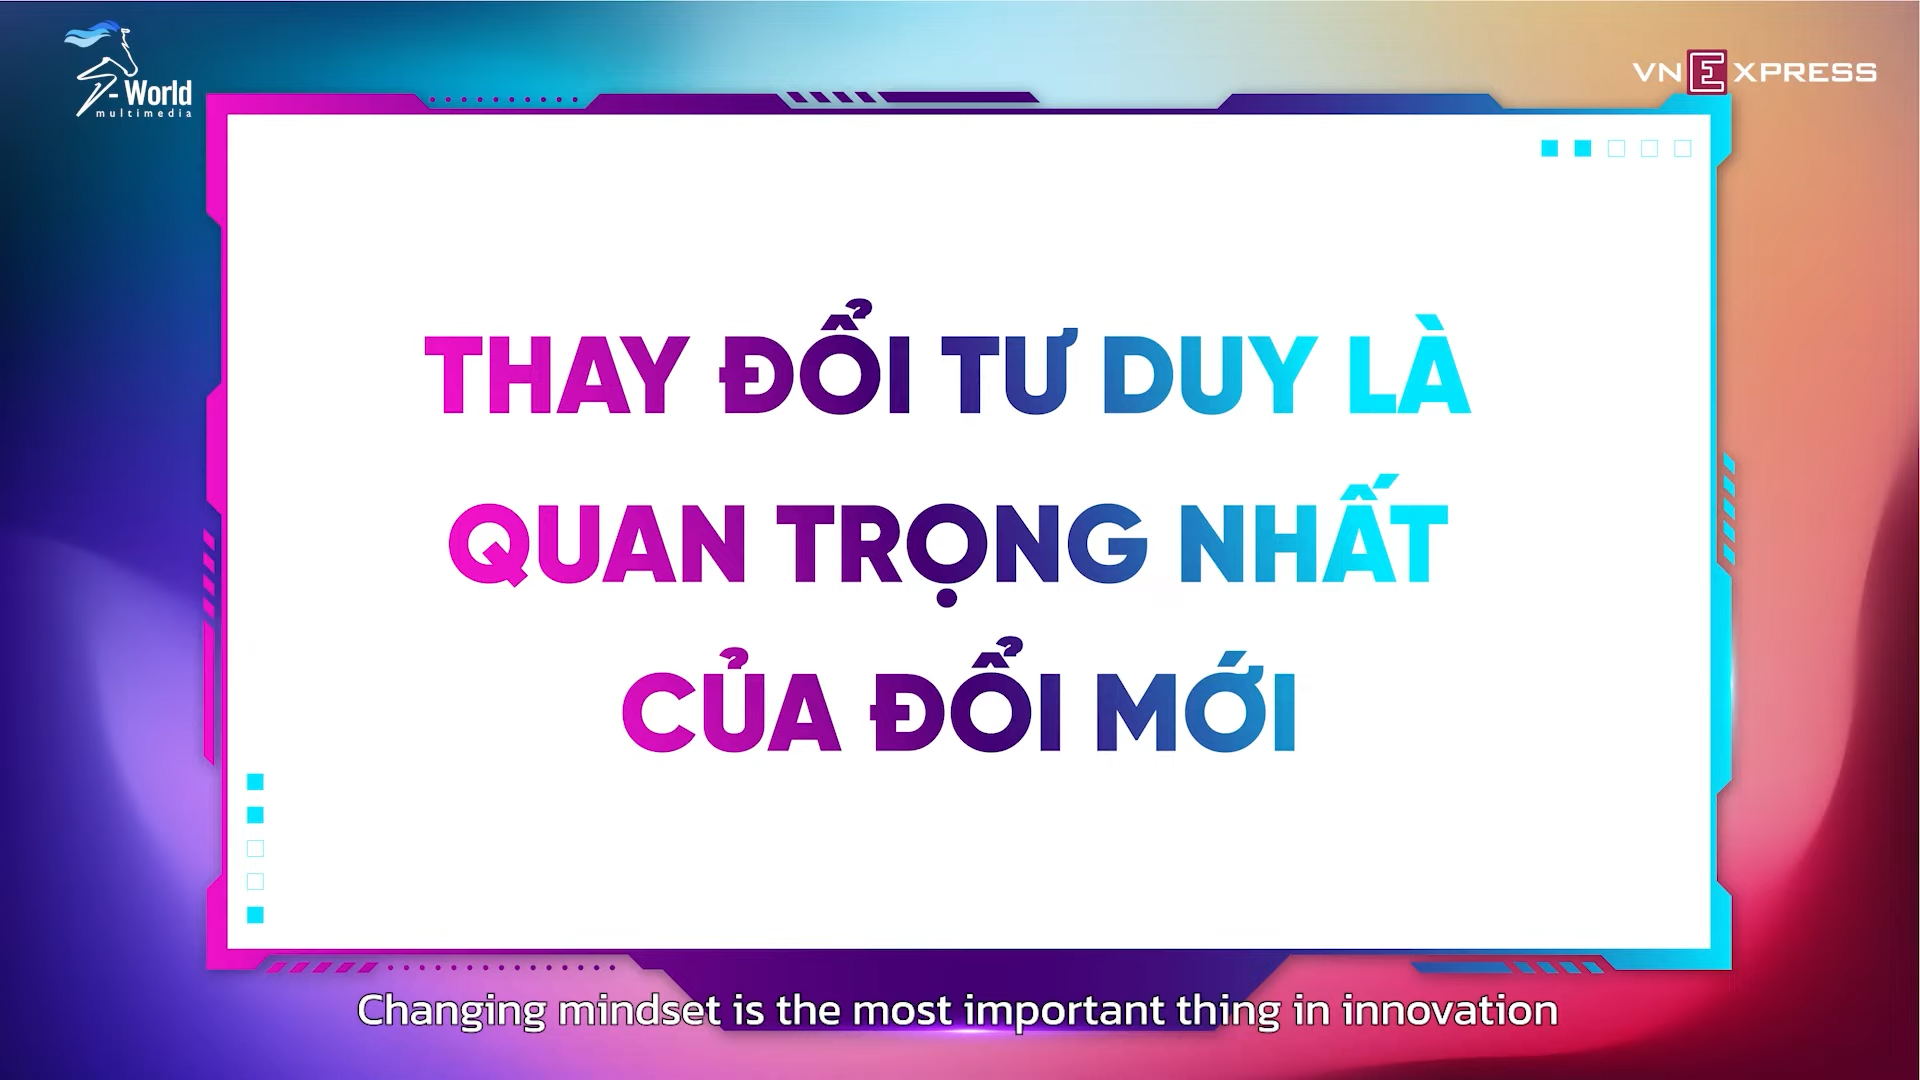 -World
multimedia
VNEXPRESS
THAY ĐỔI TƯ DUY LÀ
QUAN TRỌNG NHẤT
CỦA ĐỔI MỚI
Changing mindset is the most important thing in innovation